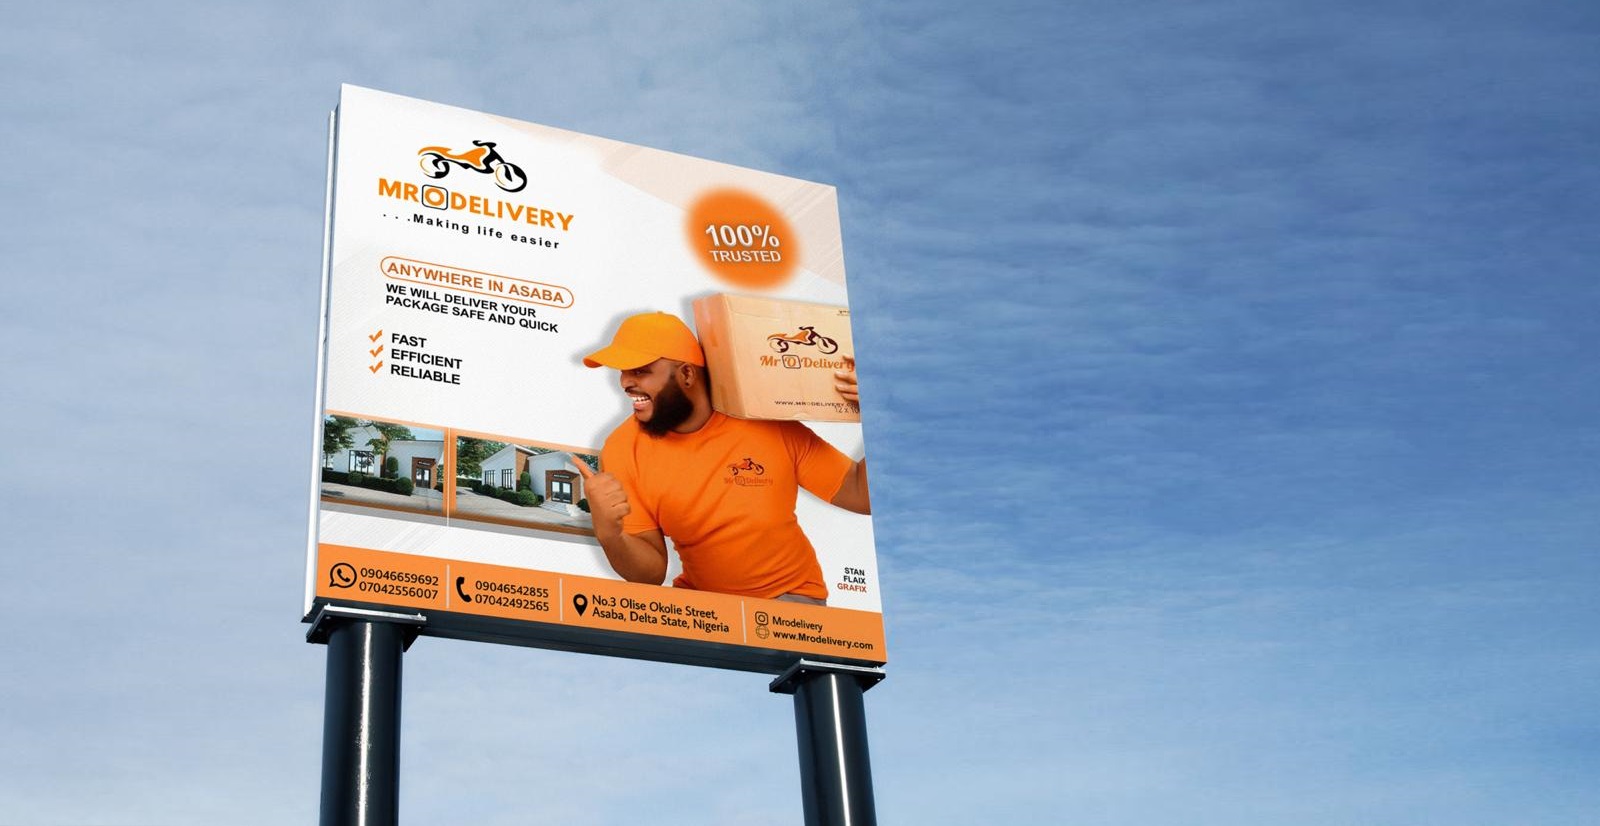 MR O DELIVERY
. . .Making life easier
100%
TRUSTED
ANYWHERE IN ASABA
WE WILL DELIVER YOUR
PACKAGE SAFE AND QUICK
FAST
EFFICIENT
RELIABLE
Mr O Delivery
Mr O Delivery
STAN
FLAIX
GRAFIX
09046659692
07042556007
09046542855
07042492565
No.3 Olise Okolie Street,
Asaba, Delta State, Nigeria
Mrodelivery
www.Mrodelivery.com